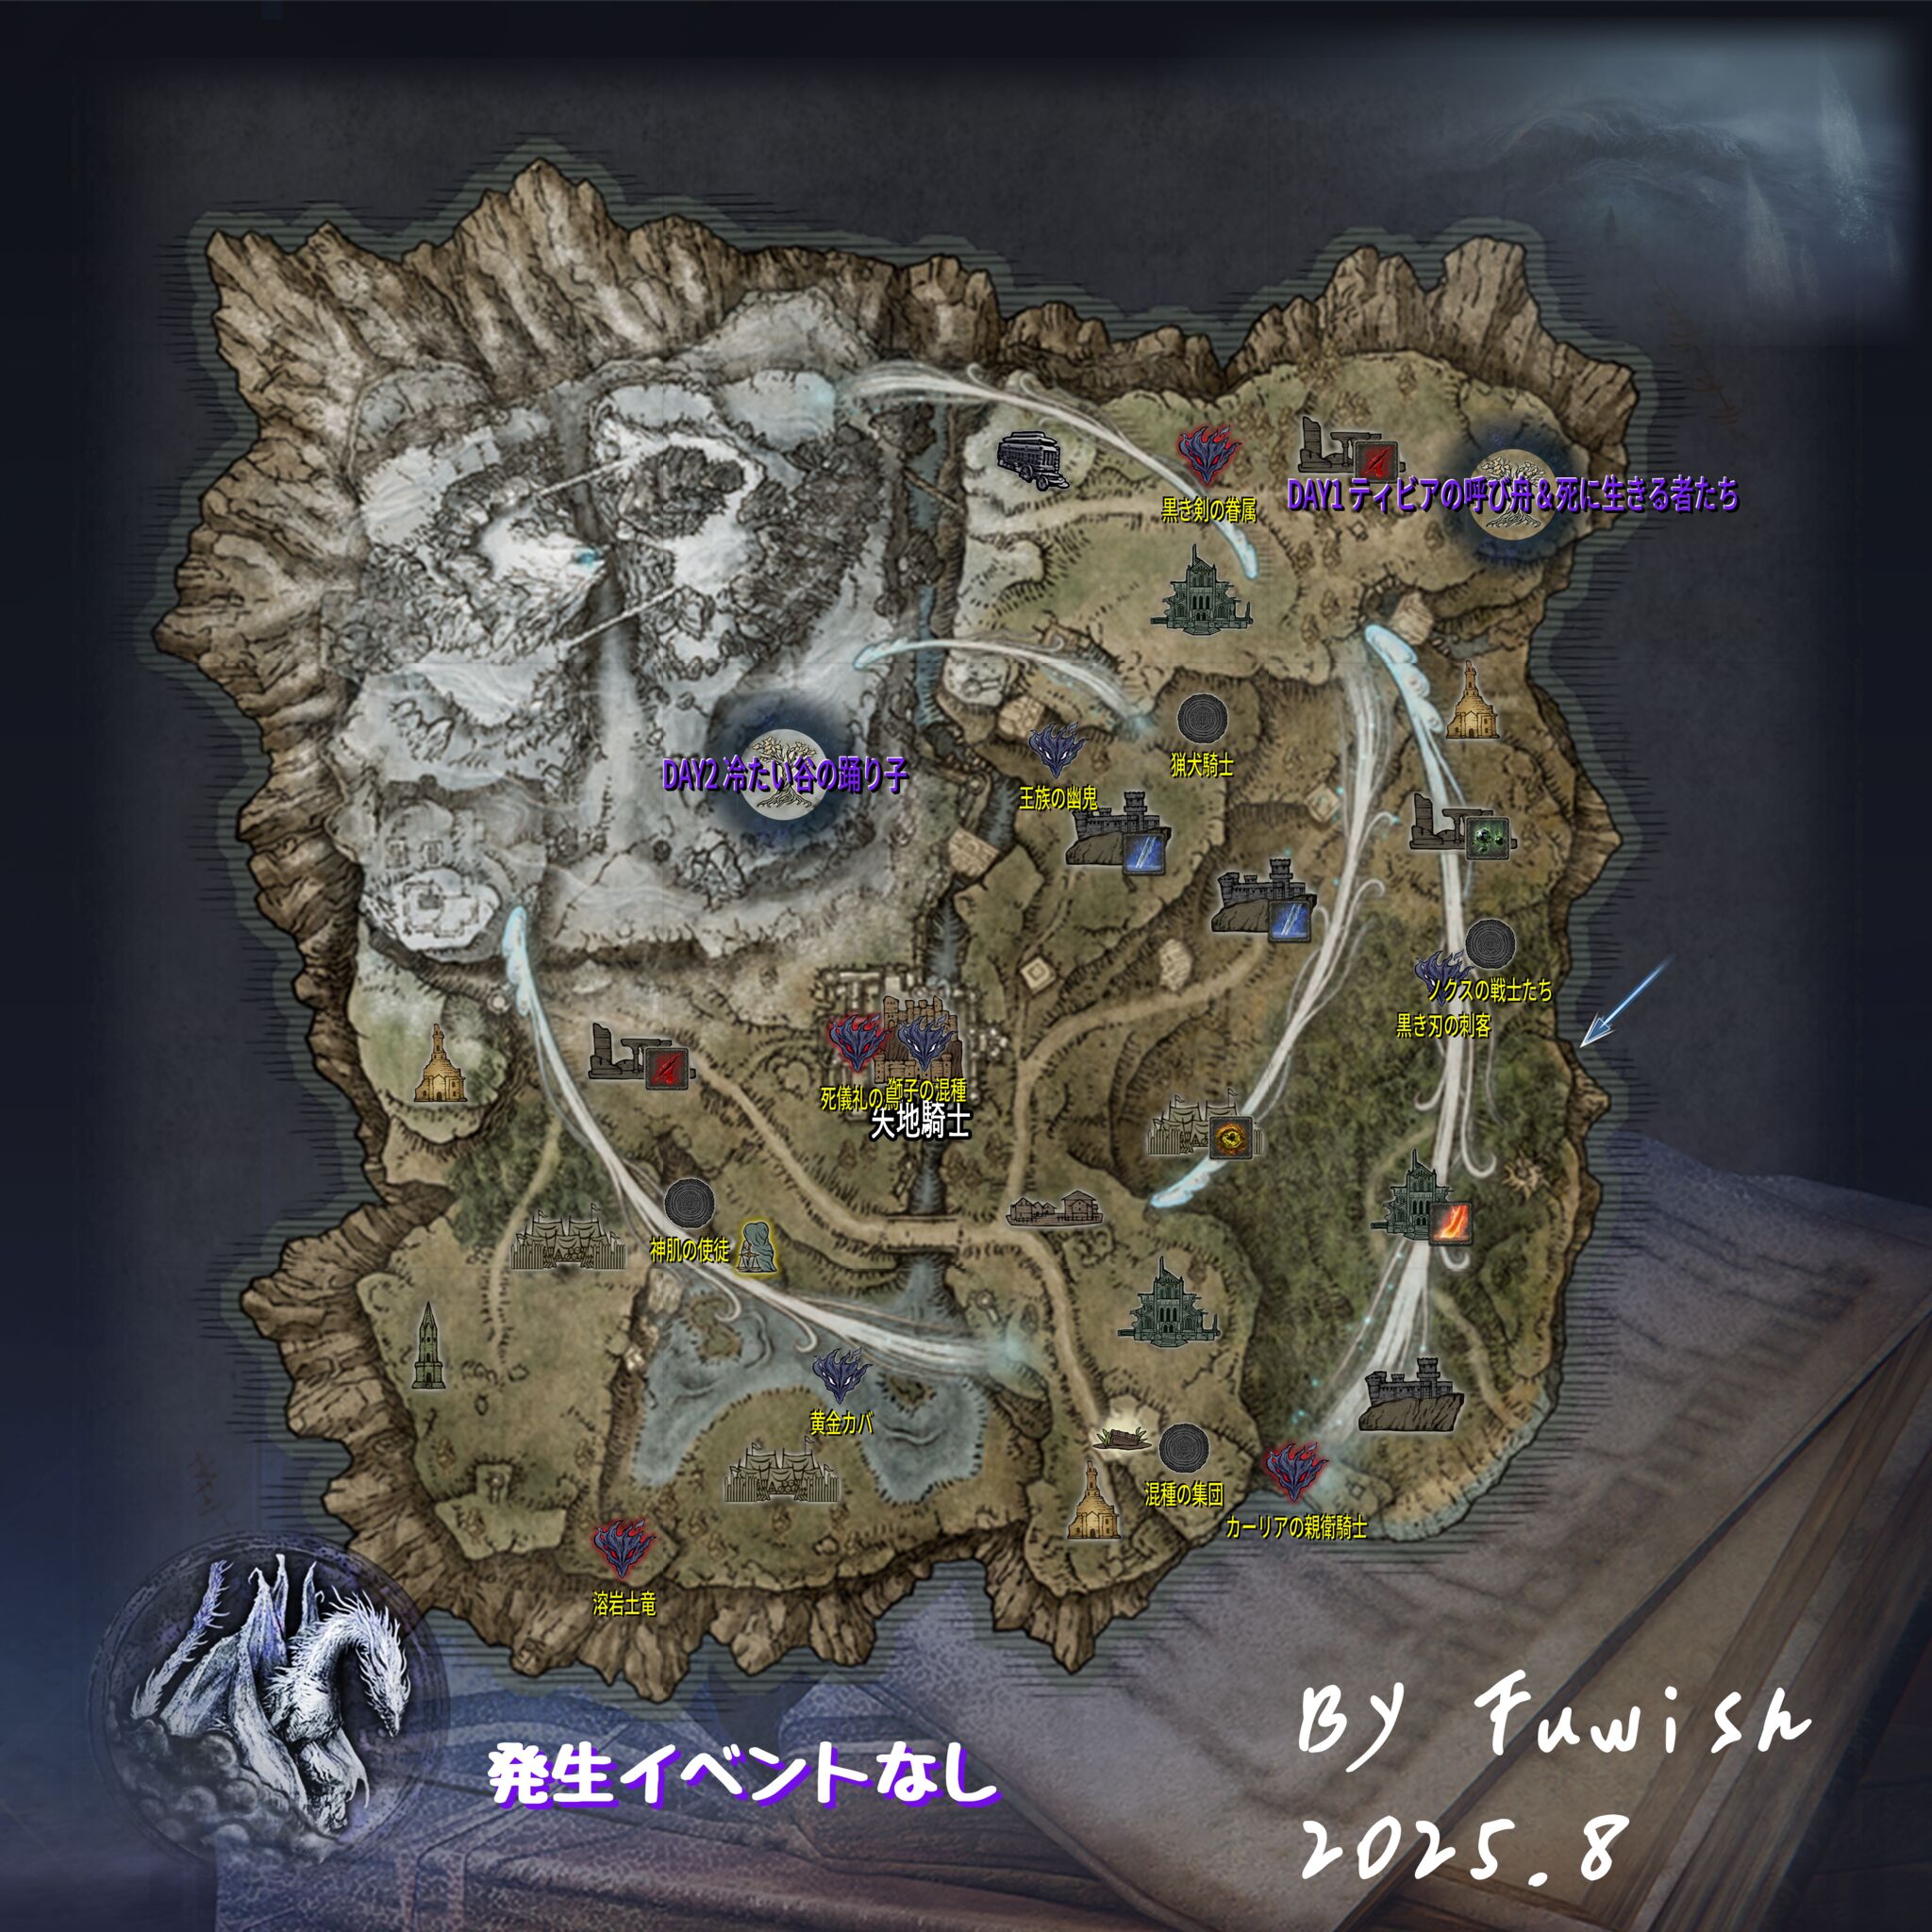 黒き剣の眷属
DAY1 ティビアの呼び舟&死に生きる者たち
猟犬騎士
DAY2 冷たい谷の踊り子
王族の幽鬼
ノクスの戦士たち
黒き刃の刺客
死儀礼の鳥
獅子の混種
失地騎士
神肌の使徒
黄金カバ
混種の集団
カーリアの親衛騎士
溶岩土竜
発生イベントなし
BY Fuwish
2025.8